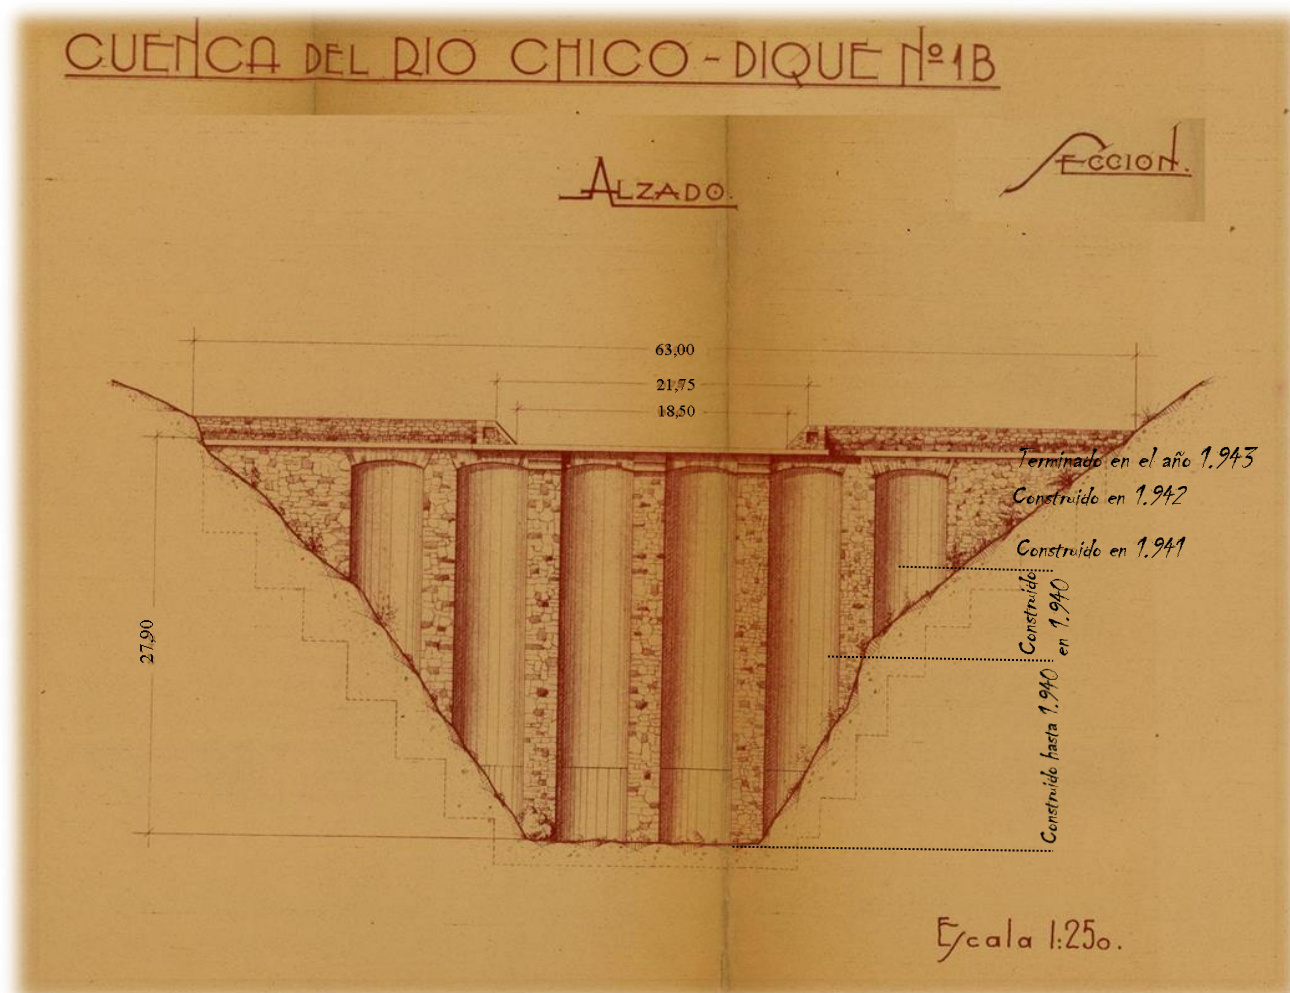 CUENCA DEL RIO CHICO - DIQUE Nº 1B
ALZADO.
SECCION.
63,00
21,75
18,50
27,90
Terminado en el año 1.943
Construido en 1.942
Construido en 1.941
Construido
en 1.940
Construido hasta 1.940
Escala 1:250.